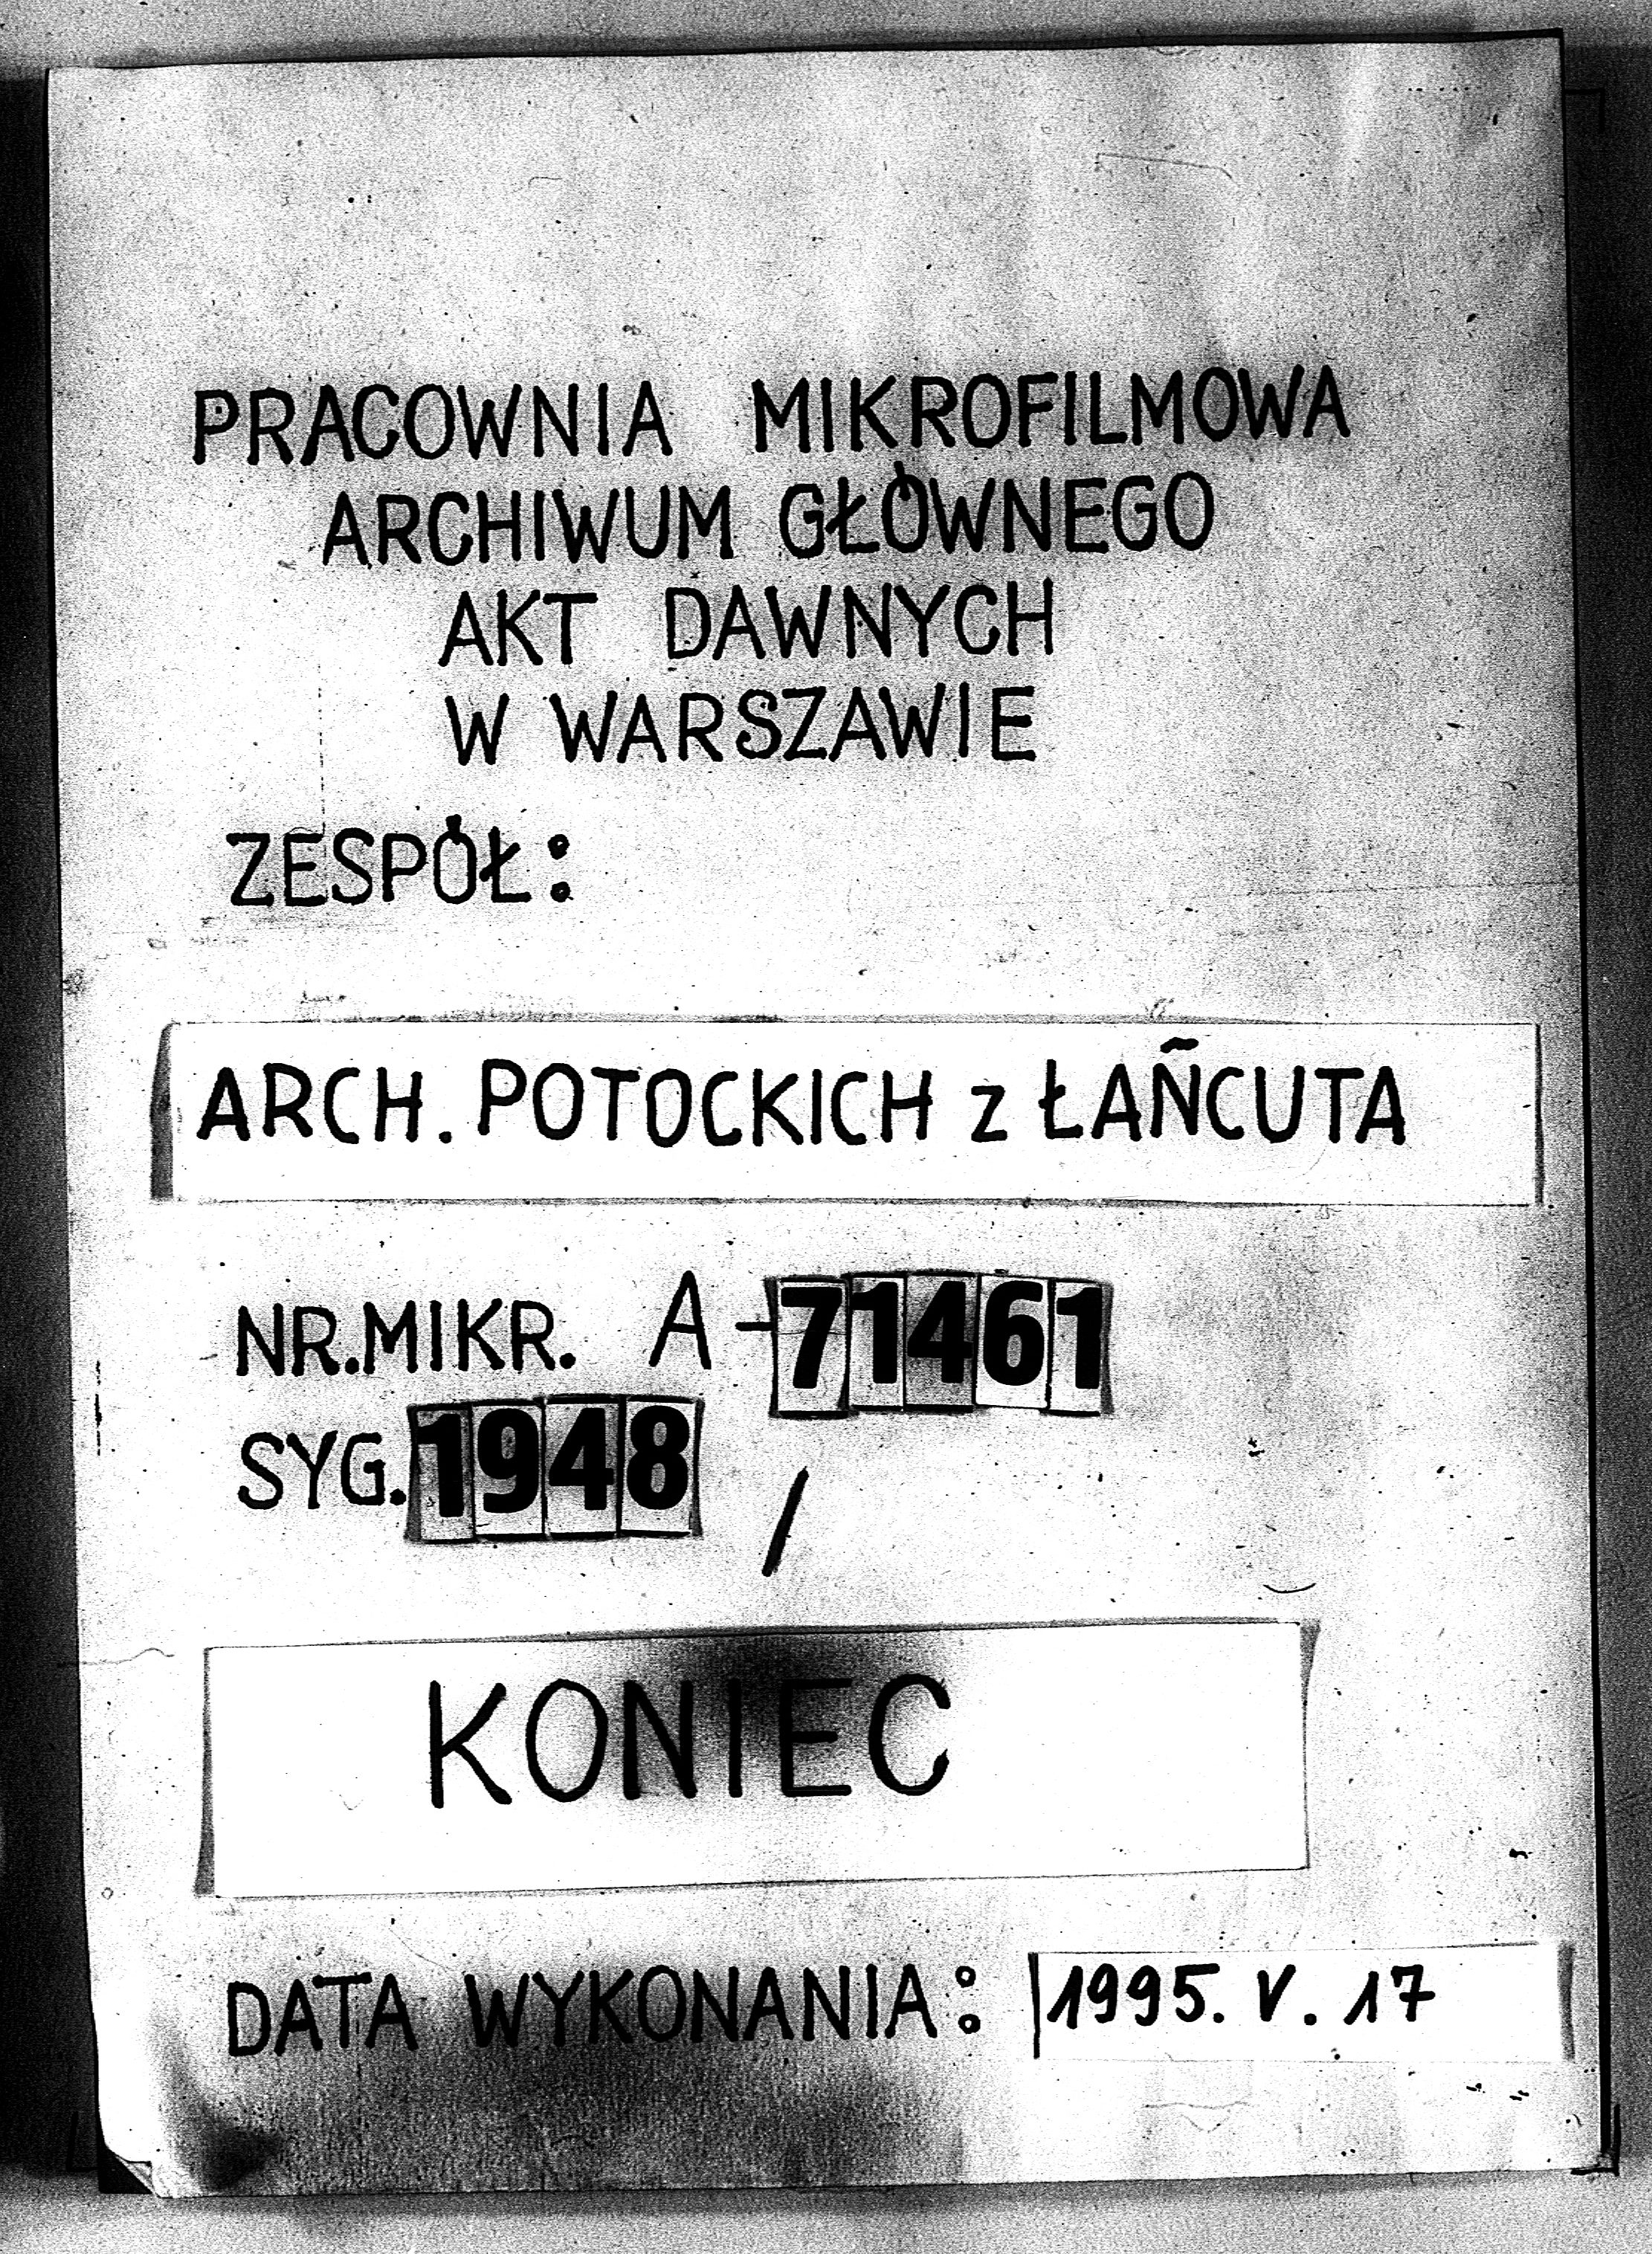 PRACOWNIA MIKROFILMOWA
ARCHIWUM GŁÓWNEGO
AKT DAWNYCH
W WARSZAWIE
ZESPÓŁ:
ARCH. POTOCKICH z ŁAŃCUTA
NR.MIKR. A-71461
SYG. 1948 /
KONIEC
DATA WYKONANIA: 1995. V. 17